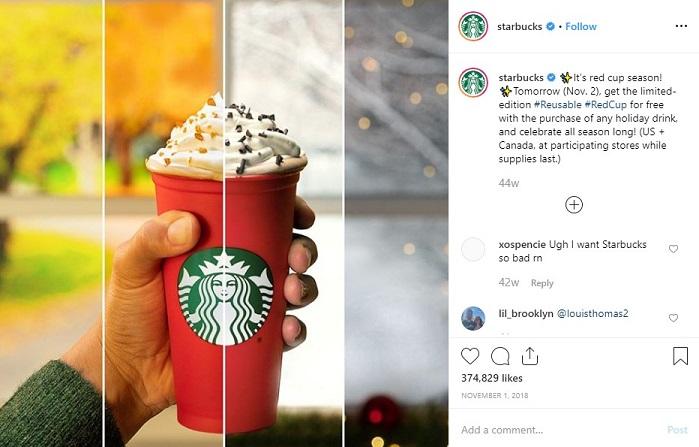 starbucks • Follow
starbucks ✨It's red cup season!
✨Tomorrow (Nov. 2), get the limited-
edition #Reusable #RedCup for free
with the purchase of any holiday drink,
and celebrate all season long! (US +
Canada, at participating stores while
supplies last.)
44w
xospencie Ugh I want Starbucks
so bad rn
42w Reply
lil_brooklyn @louisthomas2
374,829 likes
NOVEMBER 1, 2018
Add a comment... Post